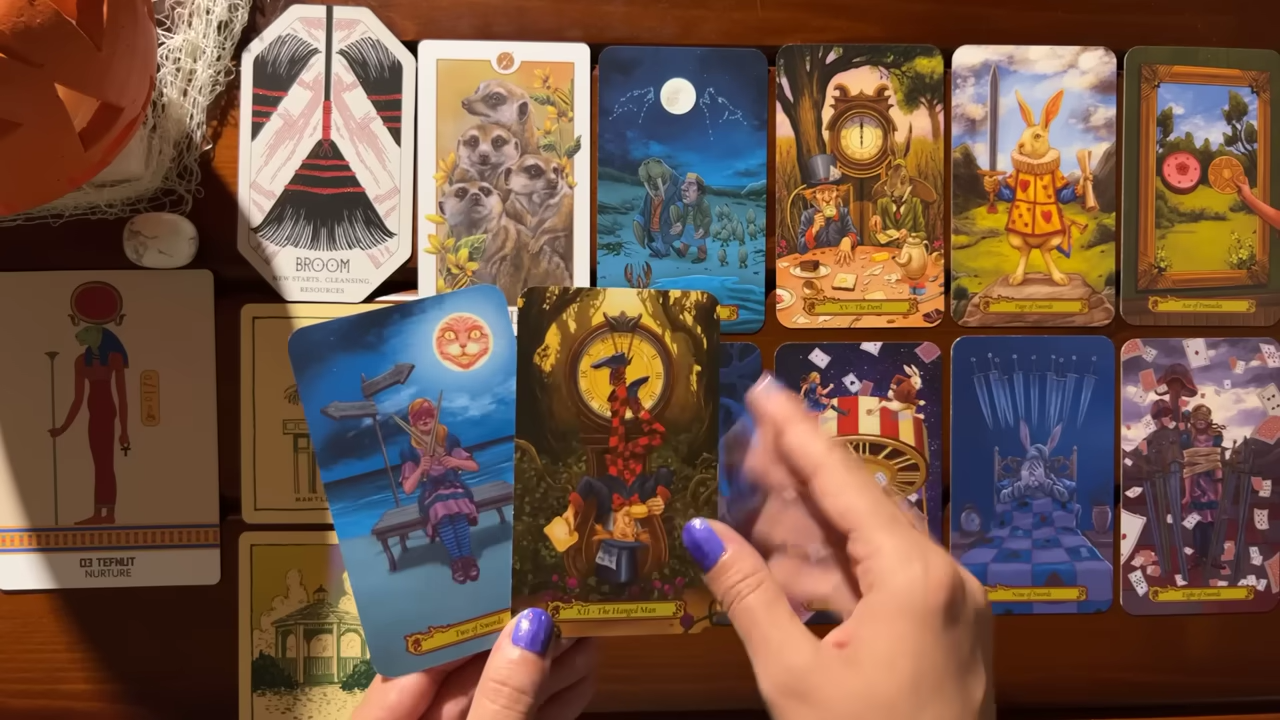 BROOM
NEW STARTS, CLEANSING,
RESOURCES
XV - The Devil
Page of Swords
Ace of Pentacles
03 TEFNUT
NURTURE
Two of Swords
XII - The Hanged Man
Nine of Swords
Eight of Swords